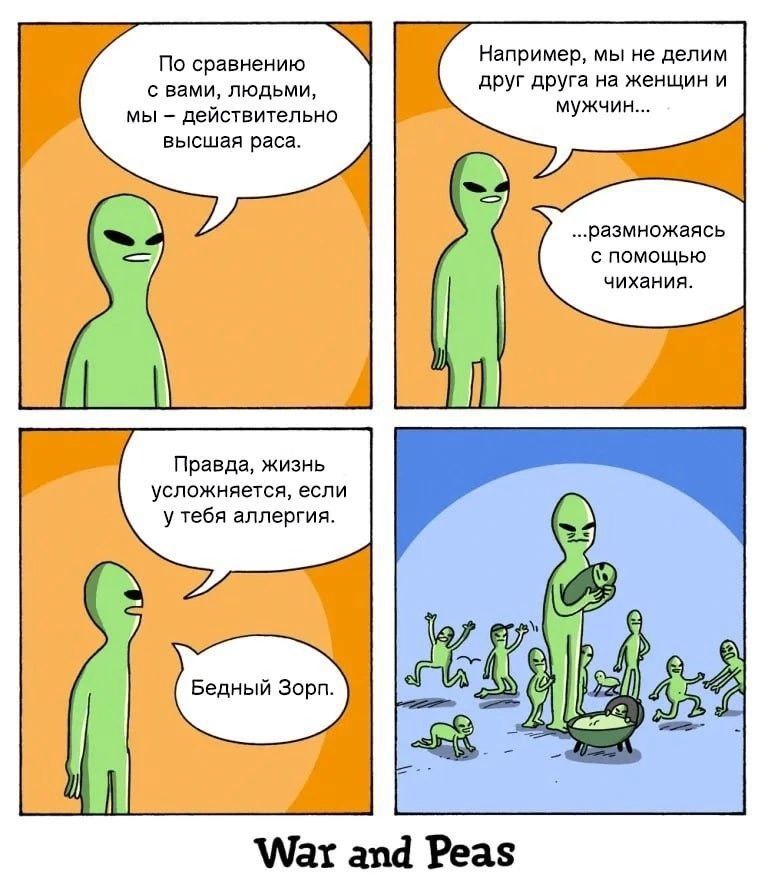 По сравнению
с вами, людьми,
мы – действительно
высшая раса.
Например, мы не делим
друг друга на женщин и
мужчин...
...размножаясь
с помощью
чихания.
Правда, жизнь
усложняется, если
у тебя аллергия.
Бедный Зорп.
War and Peas